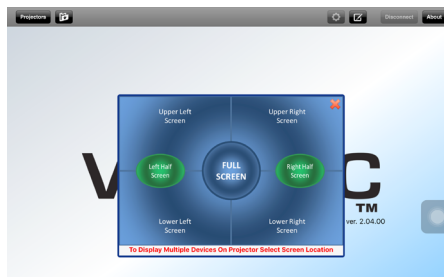 Projectors
Disconnect
About
Upper Left
Screen
Upper Right
Screen
Left Half
Screen
FULL
SCREEN
Right Half
Screen
Lower Left
Screen
Lower Right
Screen
To Display Multiple Devices On Projector Select Screen Location
V
C
TM
ver. 2.04.00